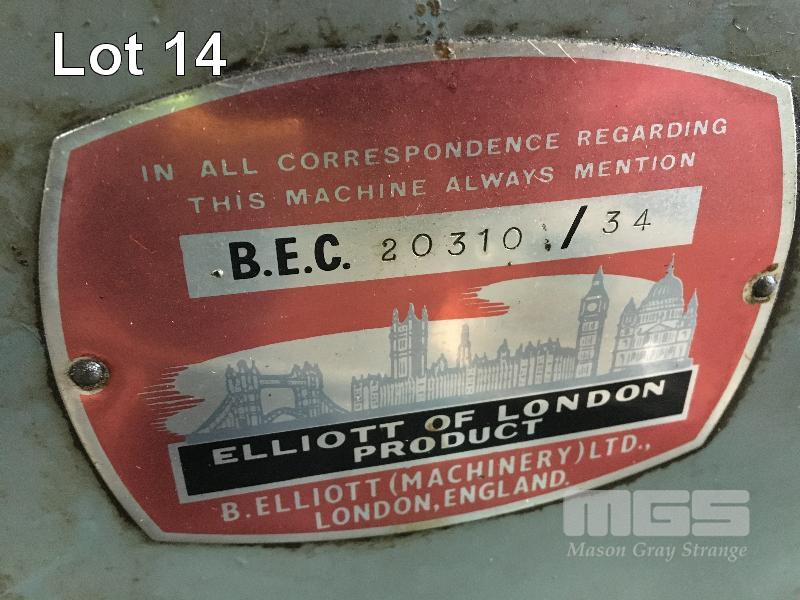 Lot 14
IN ALL CORRESPONDENCE REGARDING
THIS MACHINE ALWAYS MENTION
B.E.C. 20310 / 34
ELLIOTT OF LONDON
PRODUCT
B. ELLIOTT (MACHINERY) LTD.,
LONDON, ENGLAND.
MGS
Mason Gray Strange